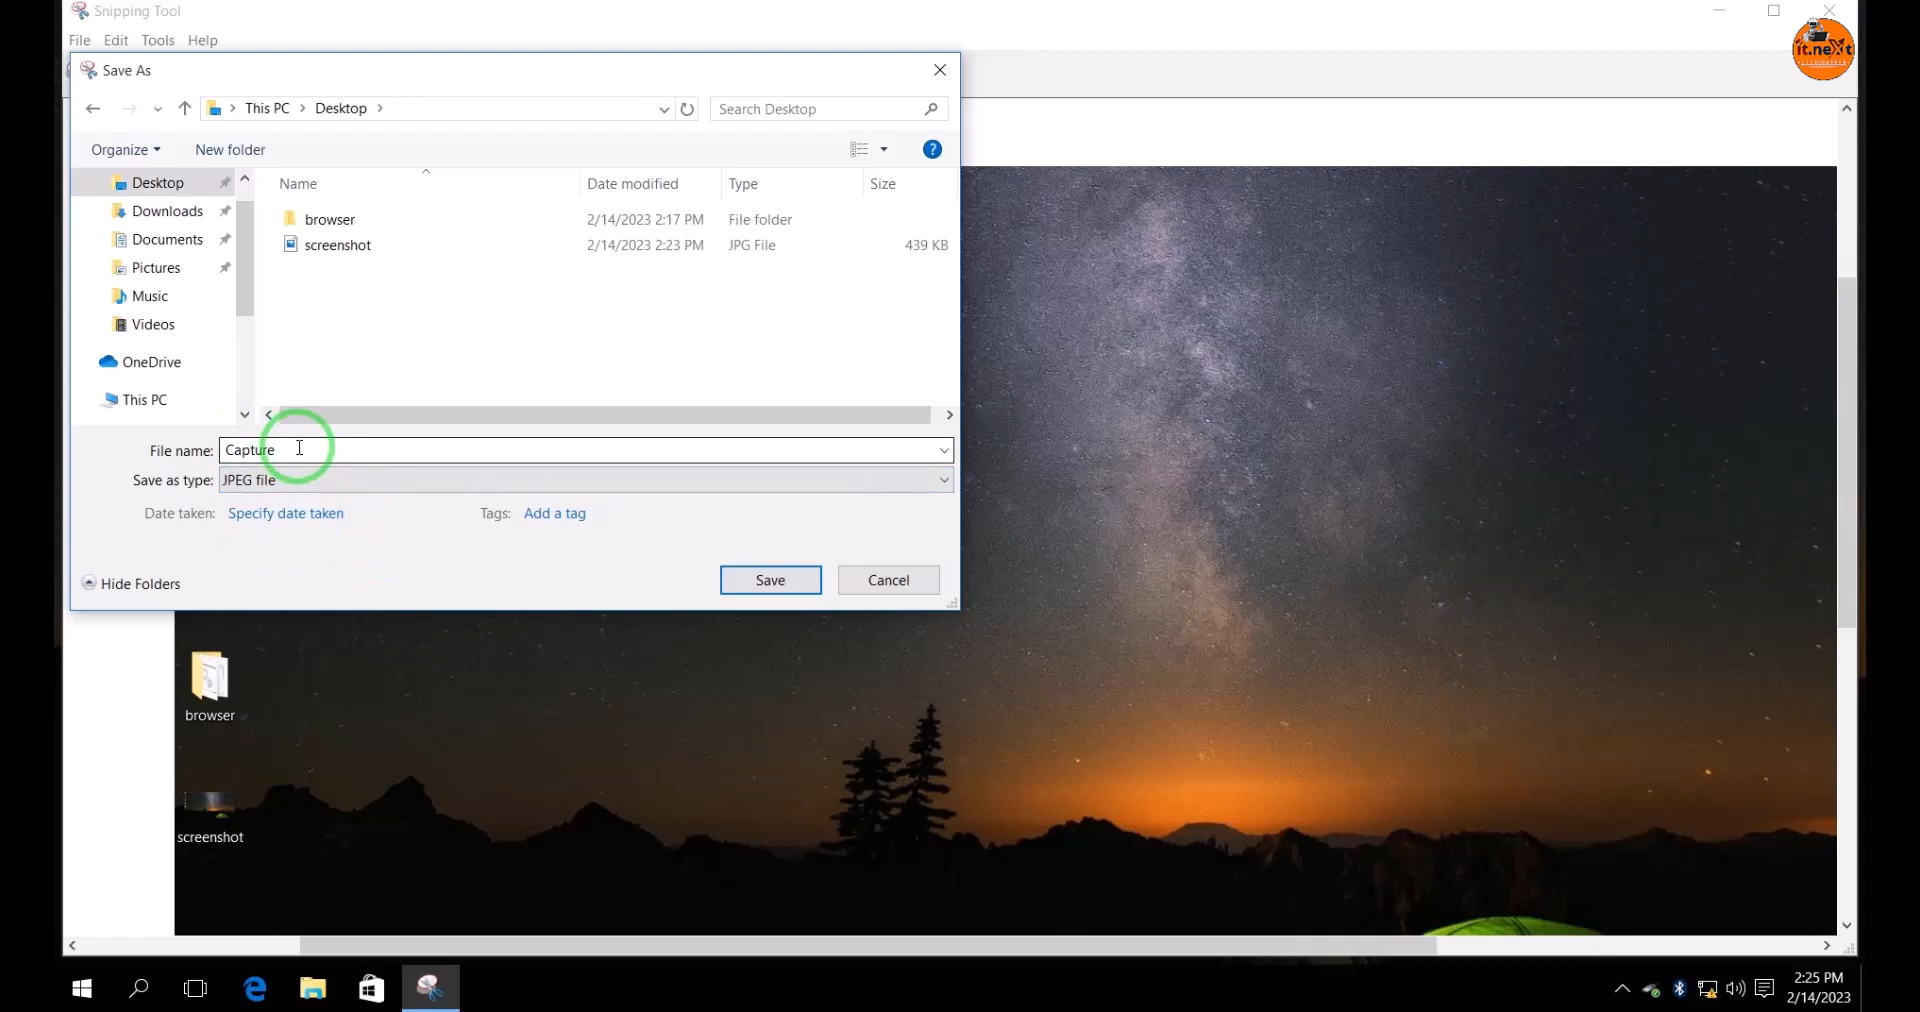 Snipping Tool
File Edit Tools Help
it.neXt
Save As
This PC Desktop
Search Desktop
Organize New folder
?
Name Date modified Type Size
Desktop
Downloads
Documents
Pictures
Music
Videos
OneDrive
This PC
browser 2/14/2023 2:17 PM File folder
screenshot 2/14/2023 2:23 PM JPG File 439 KB
File name: Capture
Save as type: JPEG file
Date taken: Specify date taken Tags: Add a tag
Hide Folders
Save Cancel
browser
screenshot
2:25 PM
2/14/2023